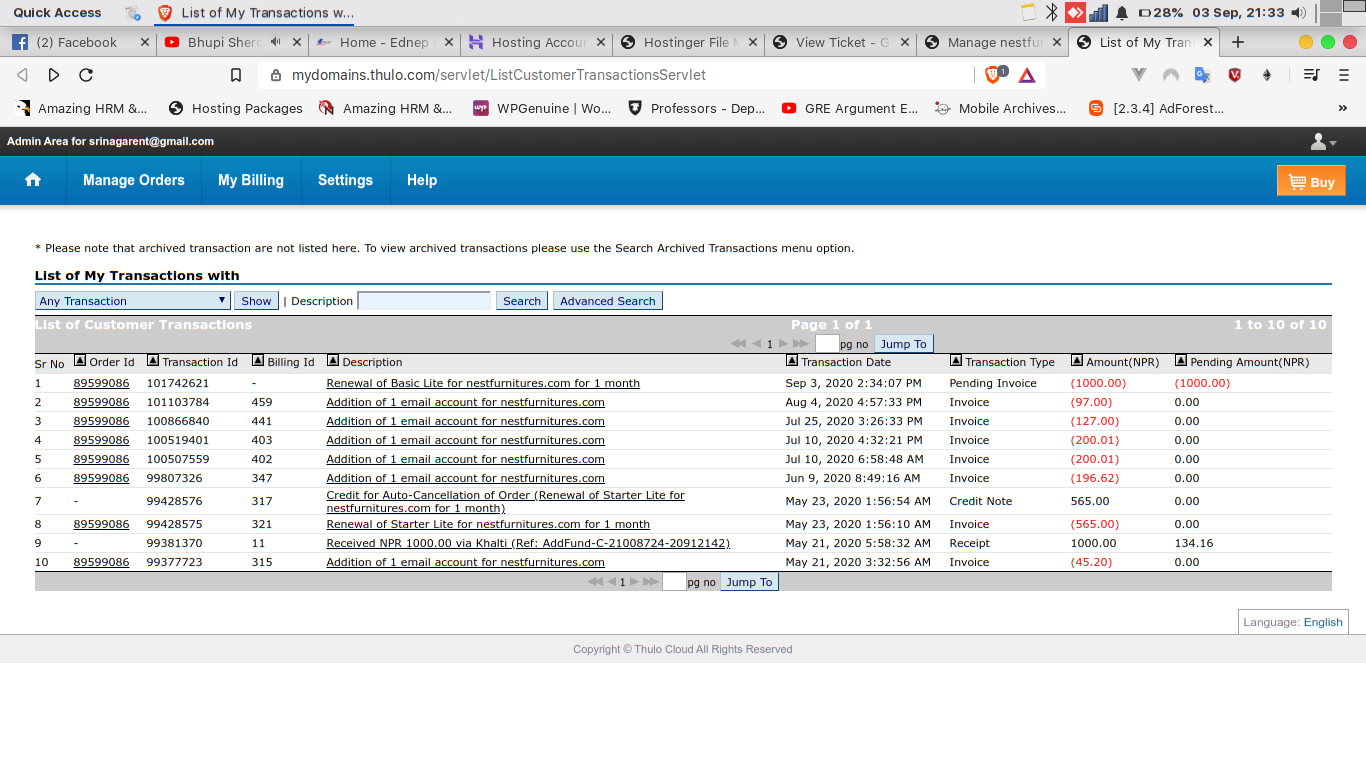 Quick Access List of My Transactions w... 28% 03 Sep, 21:33
(2) Facebook Bhupi Sherc Home - Ednep Hosting Accour Hostinger File M View Ticket - G Manage nestfur List of My Tran
mydomains.thulo.com/servlet/ListCustomerTransactionsServlet 1
Amazing HRM &... Hosting Packages Amazing HRM &... WPGenuine | Wo... Professors - Dep... GRE Argument E... Mobile Archives... [2.3.4] AdForest... »
Admin Area for srinagarent@gmail.com
Manage Orders My Billing Settings Help Buy
* Please note that archived transaction are not listed here. To view archived transactions please use the Search Archived Transactions menu option.
List of My Transactions with
Any Transaction Show | Description Search Advanced Search
List of Customer Transactions Page 1 of 1 1 to 10 of 10
1 pg no Jump To
Sr No Order Id Transaction Id Billing Id Description Transaction Date Transaction Type Amount(NPR) Pending Amount(NPR)
1 89599086 101742621 - Renewal of Basic Lite for nestfurnitures.com for 1 month Sep 3, 2020 2:34:07 PM Pending Invoice (1000.00) (1000.00)
2 89599086 101103784 459 Addition of 1 email account for nestfurnitures.com Aug 4, 2020 4:57:33 PM Invoice (97.00) 0.00
3 89599086 100866840 441 Addition of 1 email account for nestfurnitures.com Jul 25, 2020 3:26:33 PM Invoice (127.00) 0.00
4 89599086 100519401 403 Addition of 1 email account for nestfurnitures.com Jul 10, 2020 4:32:21 PM Invoice (200.01) 0.00
5 89599086 100507559 402 Addition of 1 email account for nestfurnitures.com Jul 10, 2020 6:58:48 AM Invoice (200.01) 0.00
6 89599086 99807326 347 Addition of 1 email account for nestfurnitures.com Jun 9, 2020 8:49:16 AM Invoice (196.62) 0.00
7 - 99428576 317 Credit for Auto-Cancellation of Order (Renewal of Starter Lite for May 23, 2020 1:56:54 AM Credit Note 565.00 0.00
nestfurnitures.com for 1 month)
8 89599086 99428575 321 Renewal of Starter Lite for nestfurnitures.com for 1 month May 23, 2020 1:56:10 AM Invoice (565.00) 0.00
9 - 99381370 11 Received NPR 1000.00 via Khalti (Ref: AddFund-C-21008724-20912142) May 21, 2020 5:58:32 AM Receipt 1000.00 134.16
10 89599086 99377723 315 Addition of 1 email account for nestfurnitures.com May 21, 2020 3:32:56 AM Invoice (45.20) 0.00
1 pg no Jump To
Language: English
Copyright © Thulo Cloud All Rights Reserved